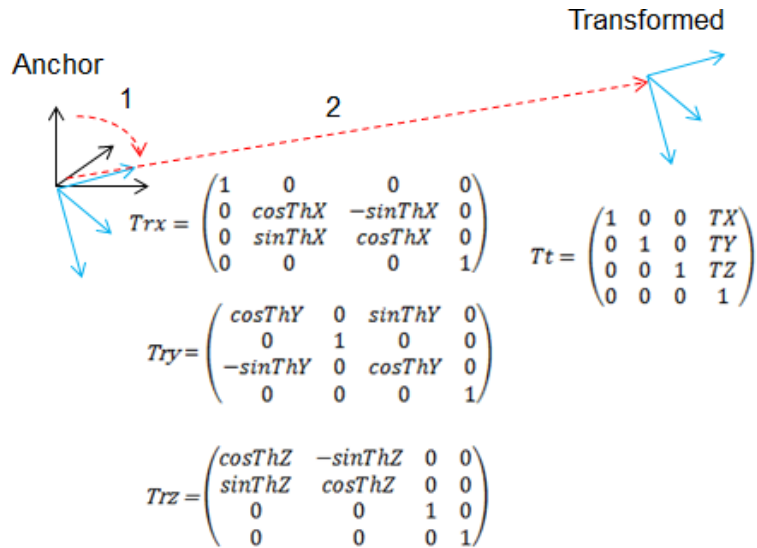 Transformed
Anchor
1
2
Trx = (1 0 0 0
0 cosThX -sinThX 0
0 sinThX cosThX 0
0 0 0 1)
Tt = (1 0 0 TX
0 1 0 TY
0 0 1 TZ
0 0 0 1)
Try = (cosThY 0 sinThY 0
0 1 0 0
-sinThY 0 cosThY 0
0 0 0 1)
Trz = (cosThZ -sinThZ 0 0
sinThZ cosThZ 0 0
0 0 1 0
0 0 0 1)